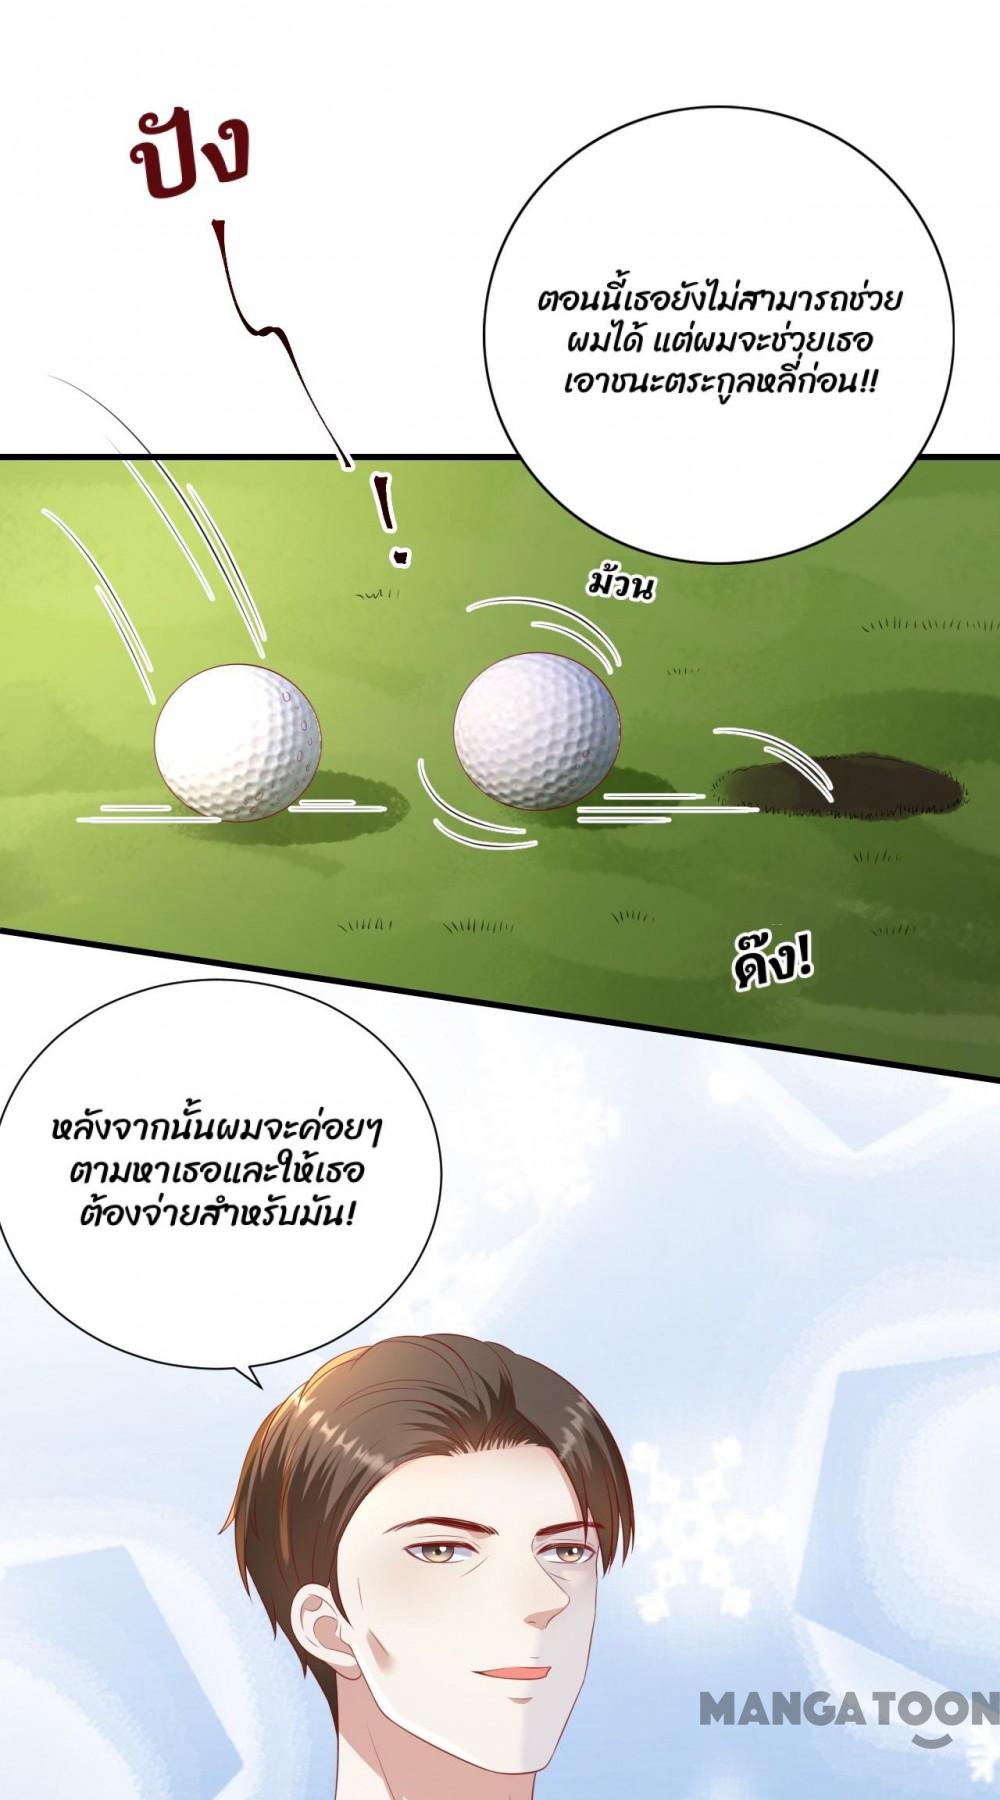 ปัง
ตอนนี้เธอยังไม่สามารถช่วย
ผมได้ แต่ผมจะช่วยเธอ
เอาชนะตระกูลหลี่ก่อน!!
!
ม้วน
ด๊ง!
หลังจากนั้นผมจะค่อยๆ
ตามหาเธอและให้เธอ
ต้องจ่ายสำหรับมัน!
MANGATOON